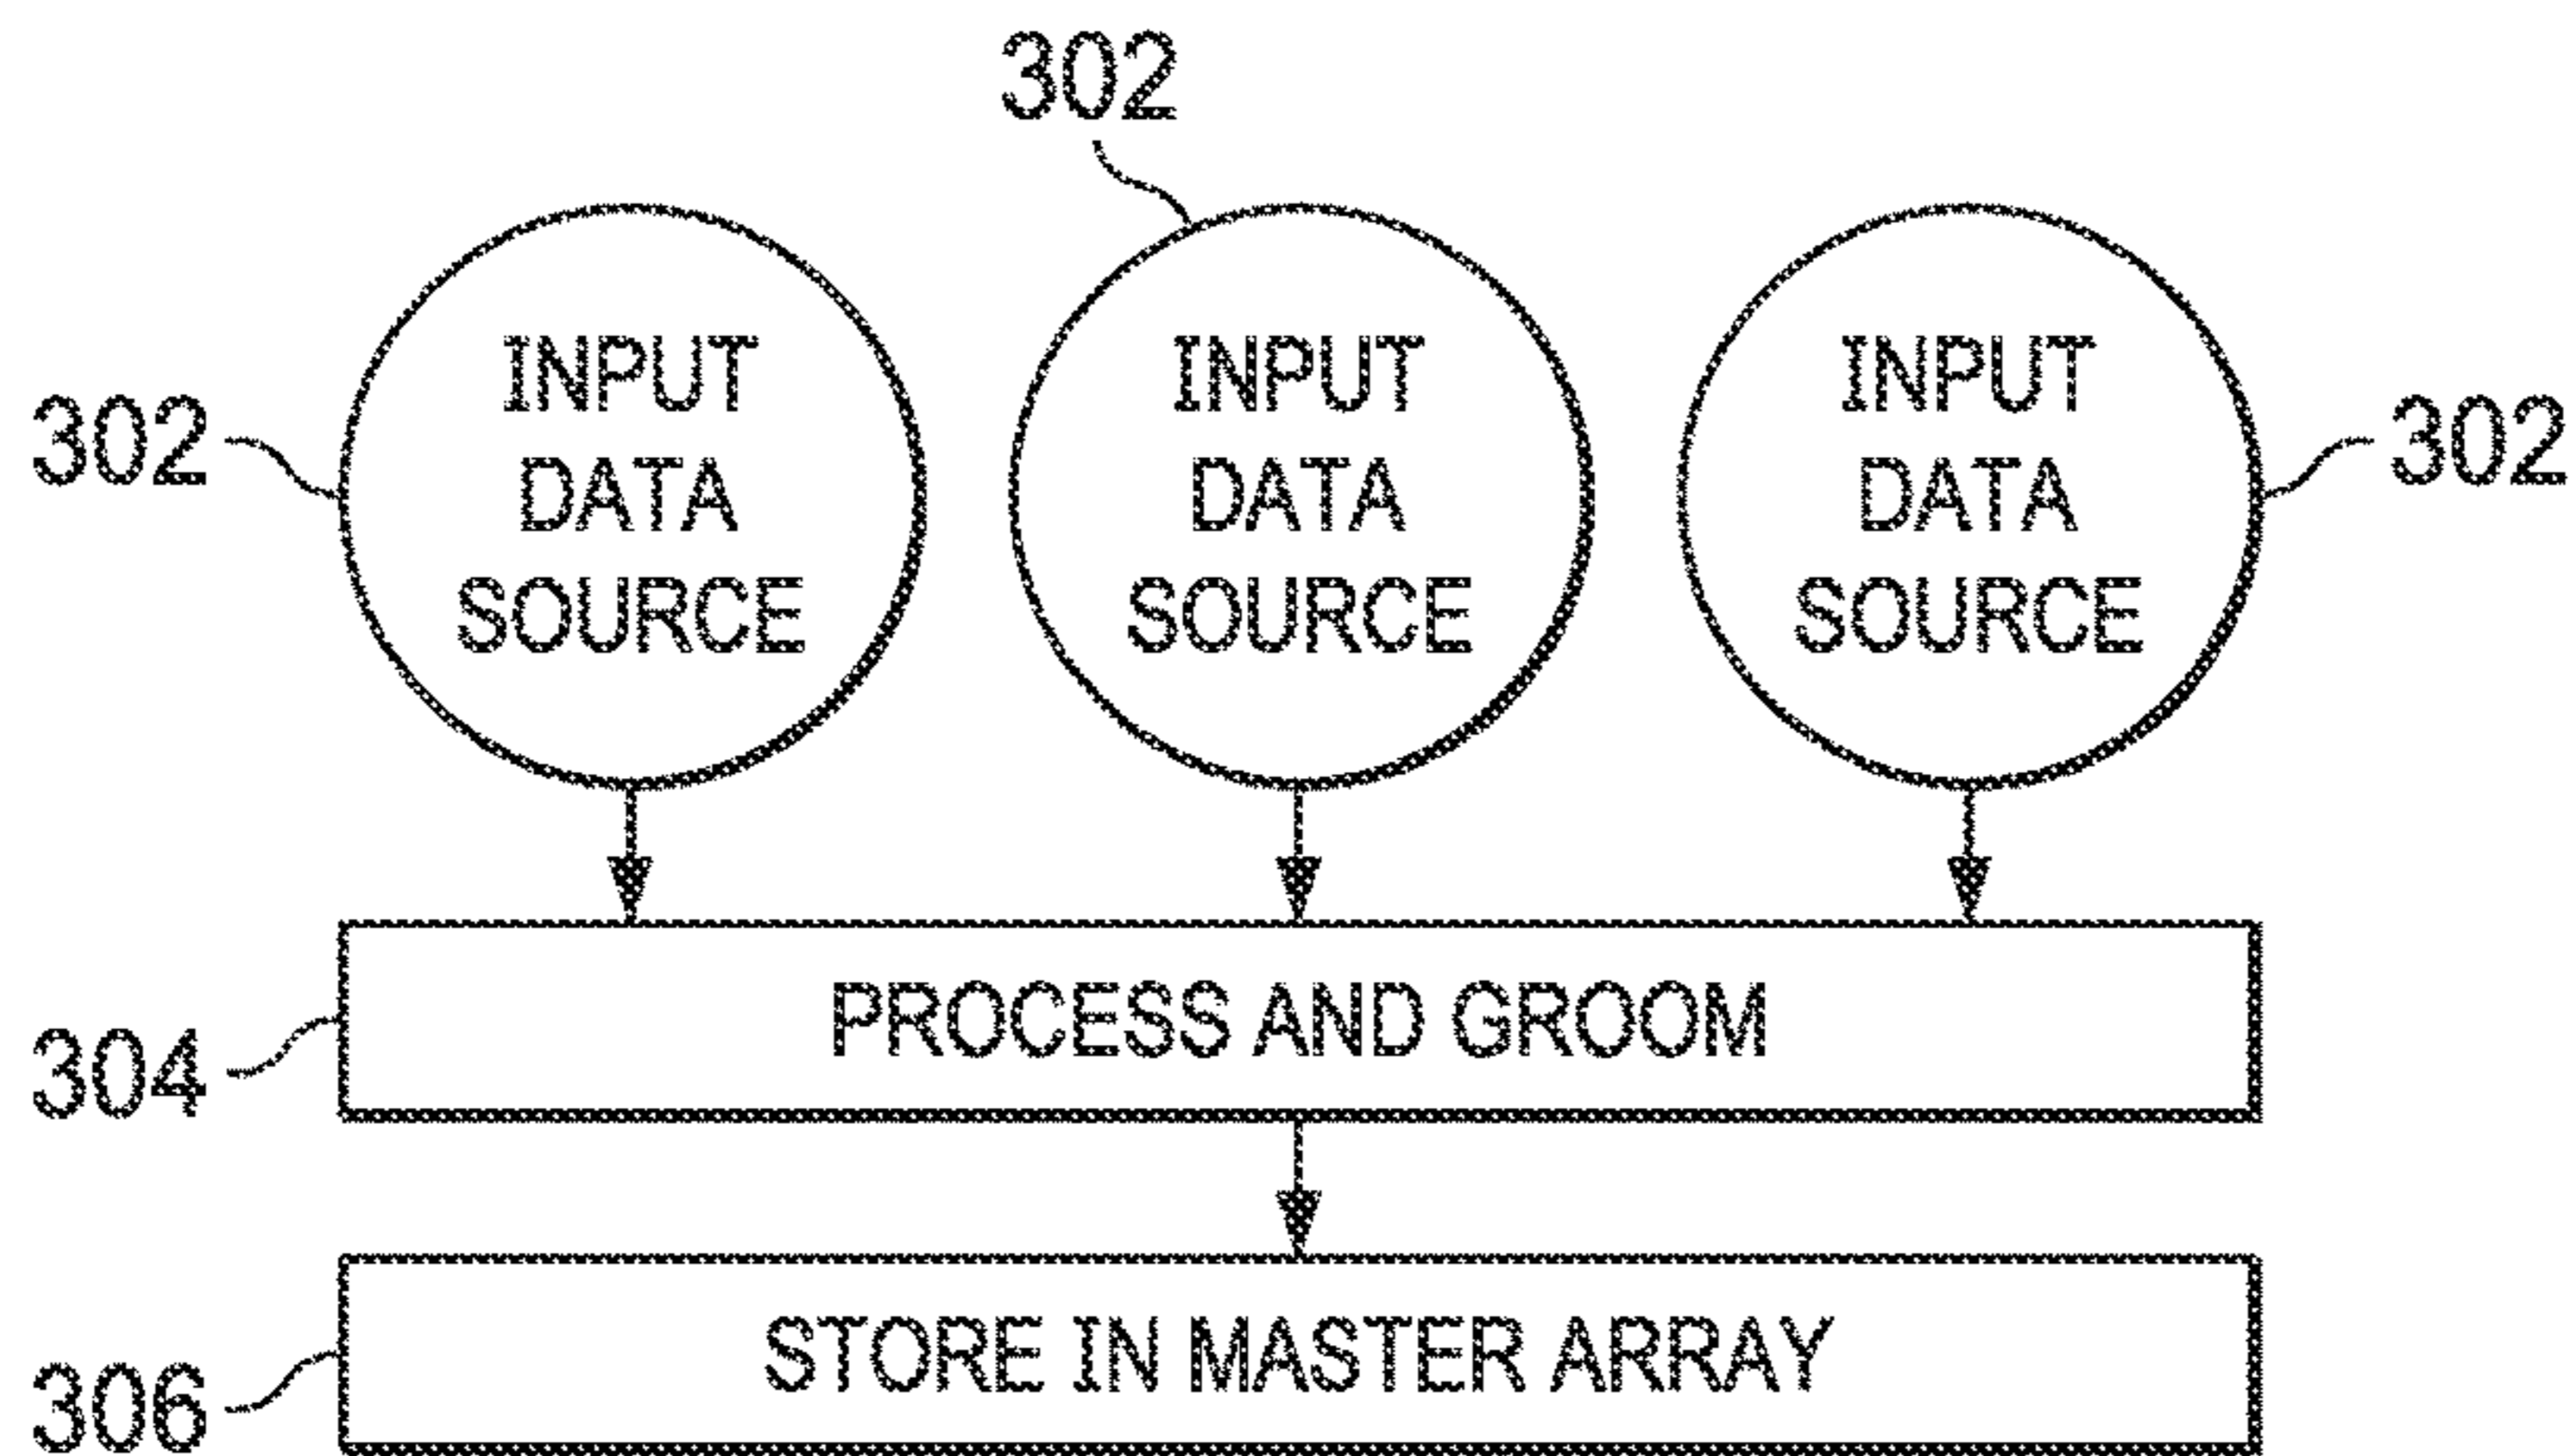 302
INPUT
DATA
SOURCE
302
INPUT
DATA
SOURCE
INPUT
DATA
SOURCE
302
PROCESS AND GROOM
304
STORE IN MASTER ARRAY
306